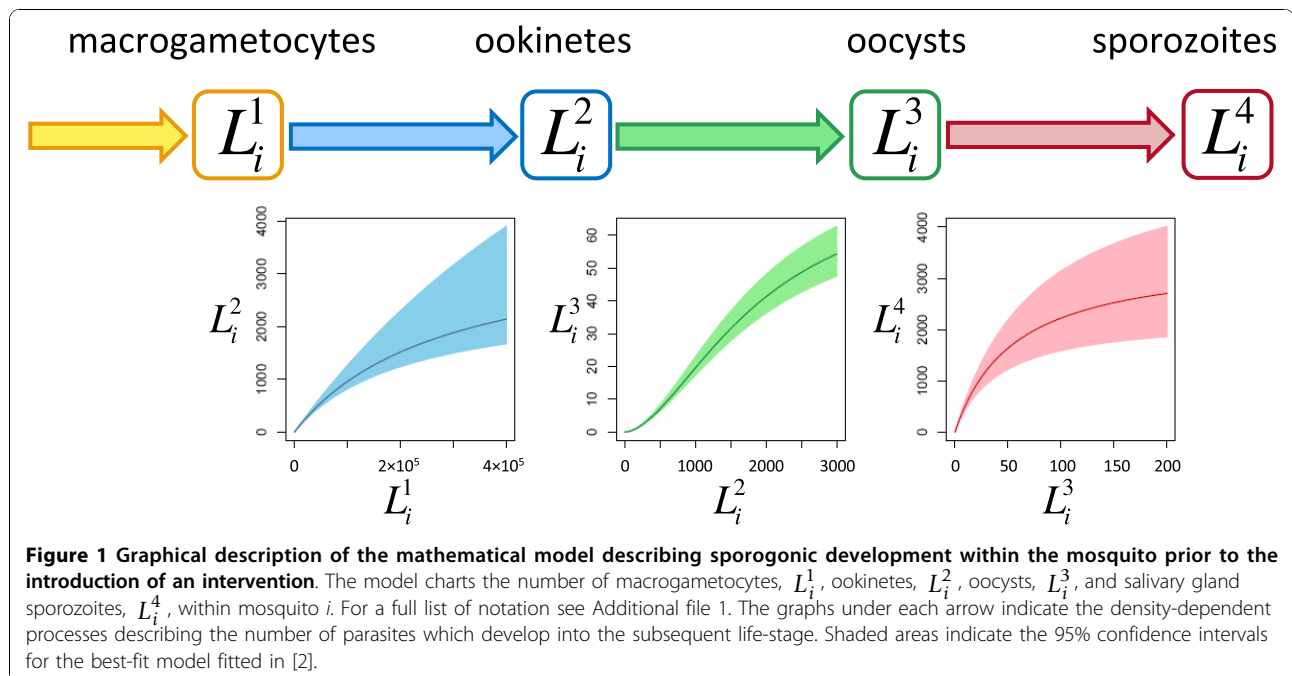 macrogametocytes ookinetes oocysts sporozoites
L_i^1 L_i^2 L_i^3 L_i^4
4000
3000
2000
1000
0
L_i^2
0 2×10^5 4×10^5
L_i^1
60
50
40
30
20
10
0
L_i^3
0 1000 2000 3000
L_i^2
4000
3000
2000
1000
0
L_i^4
0 50 100 150 200
L_i^3
Figure 1 Graphical description of the mathematical model describing sporogonic development within the mosquito prior to the
introduction of an intervention. The model charts the number of macrogametocytes, L_i^1, ookinetes, L_i^2, oocysts, L_i^3, and salivary gland
sporozoites, L_i^4, within mosquito i. For a full list of notation see Additional file 1. The graphs under each arrow indicate the density-dependent
processes describing the number of parasites which develop into the subsequent life-stage. Shaded areas indicate the 95% confidence intervals
for the best-fit model fitted in [2].